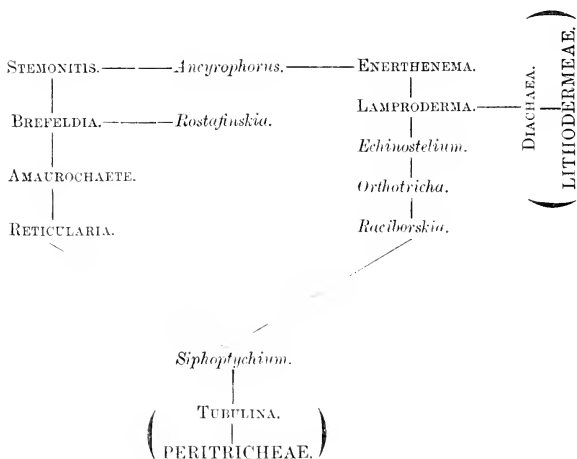 STEMONITIS. Ancyrophorus. ENERTHENEMA.
LAMPRODERMA. DIACHAEA. (LITHODERMEAE.)
BREFELDIA. Rostafinskia.
Echinostelium.
AMAUROCHAETE.
Orthotricha.
RETICULARIA. Raciborskia.
Siphoptychium.
TUBULINA.
(PERITRICHEAE.)